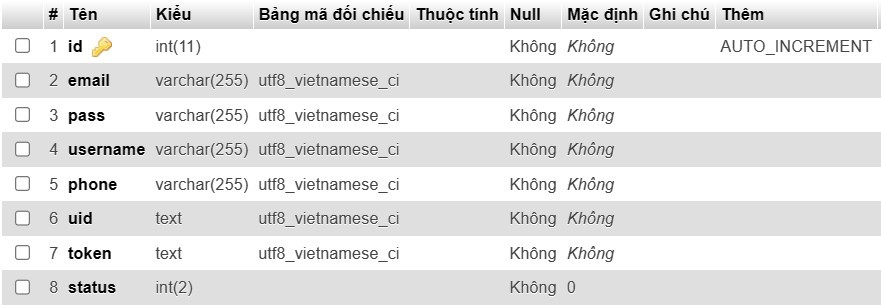 # Tên Kiểu Bảng mã đối chiếu Thuộc tính Null Mặc định Ghi chú Thêm
1 id int(11) Không Không AUTO_INCREMENT
2 email varchar(255) utf8_vietnamese_ci Không Không
3 pass varchar(255) utf8_vietnamese_ci Không Không
4 username varchar(255) utf8_vietnamese_ci Không Không
5 phone varchar(255) utf8_vietnamese_ci Không Không
6 uid text utf8_vietnamese_ci Không Không
7 token text utf8_vietnamese_ci Không Không
8 status int(2) Không 0